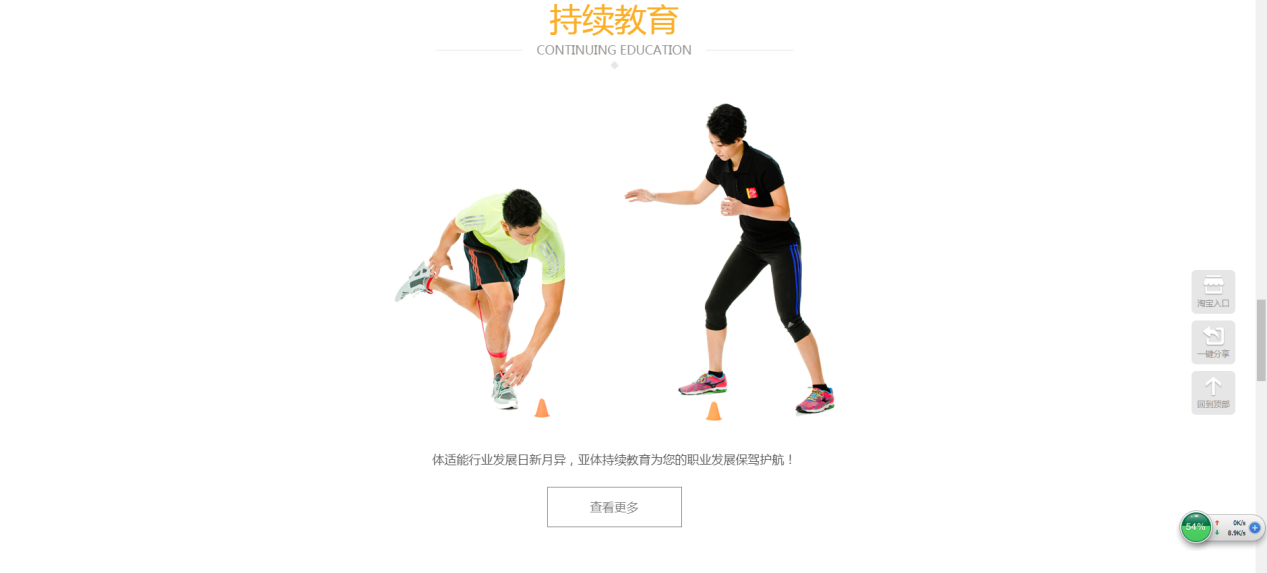 持续教育
CONTINUING EDUCATION
淘宝入口
一键分享
回到顶部
体适能行业发展日新月异，亚体持续教育为您的职业发展保驾护航！
查看更多
54%
0K/s
8.9K/s